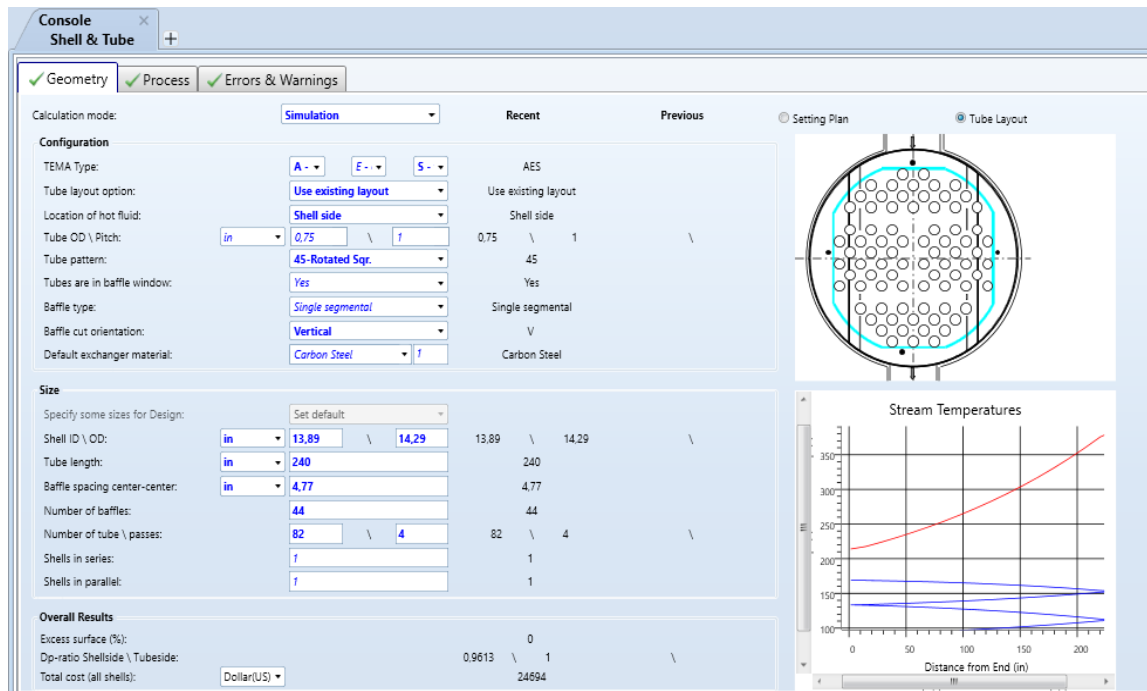 Console
Shell & Tube
Geometry Process Errors & Warnings
Calculation mode: Simulation Recent Previous Setting Plan Tube Layout
Configuration
TEMA Type: A - E - S - AES
Tube layout option: Use existing layout Use existing layout
Location of hot fluid: Shell side Shell side
Tube OD \ Pitch: in 0,75 \ 1 0,75 \ 1 \
Tube pattern: 45-Rotated Sqr. 45
Tubes are in baffle window: Yes Yes
Baffle type: Single segmental Single segmental
Baffle cut orientation: Vertical V
Default exchanger material: Carbon Steel 1 Carbon Steel
Size
Specify some sizes for Design: Set default
Shell ID \ OD: in 13,89 \ 14,29 13,89 \ 14,29 \
Tube length: in 240 240
Baffle spacing center-center: in 4,77 4,77
Number of baffles: 44 44
Number of tube \ passes: 82 \ 4 82 \ 4 \
Shells in series: 1 1
Shells in parallel: 1 1
Overall Results
Excess surface (%): 0
Dp-ratio Shellside \ Tubeside: 0,9613 \ 1 \
Total cost (all shells): Dollar(US) 24694
Stream Temperatures
350
300
250
200
150
100
0 50 100 150 200
Distance from End (in)